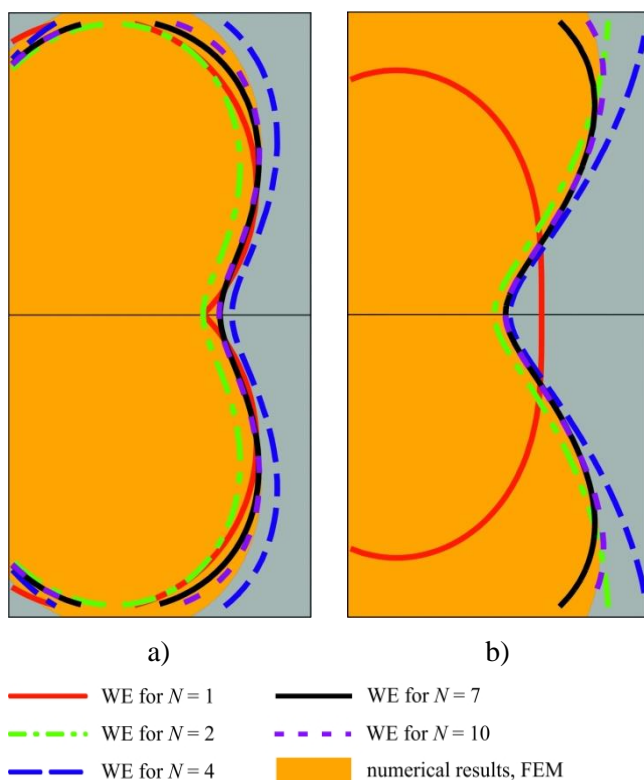 a) b)
WE for N = 1 WE for N = 7
WE for N = 2 WE for N = 10
WE for N = 4 numerical results, FEM